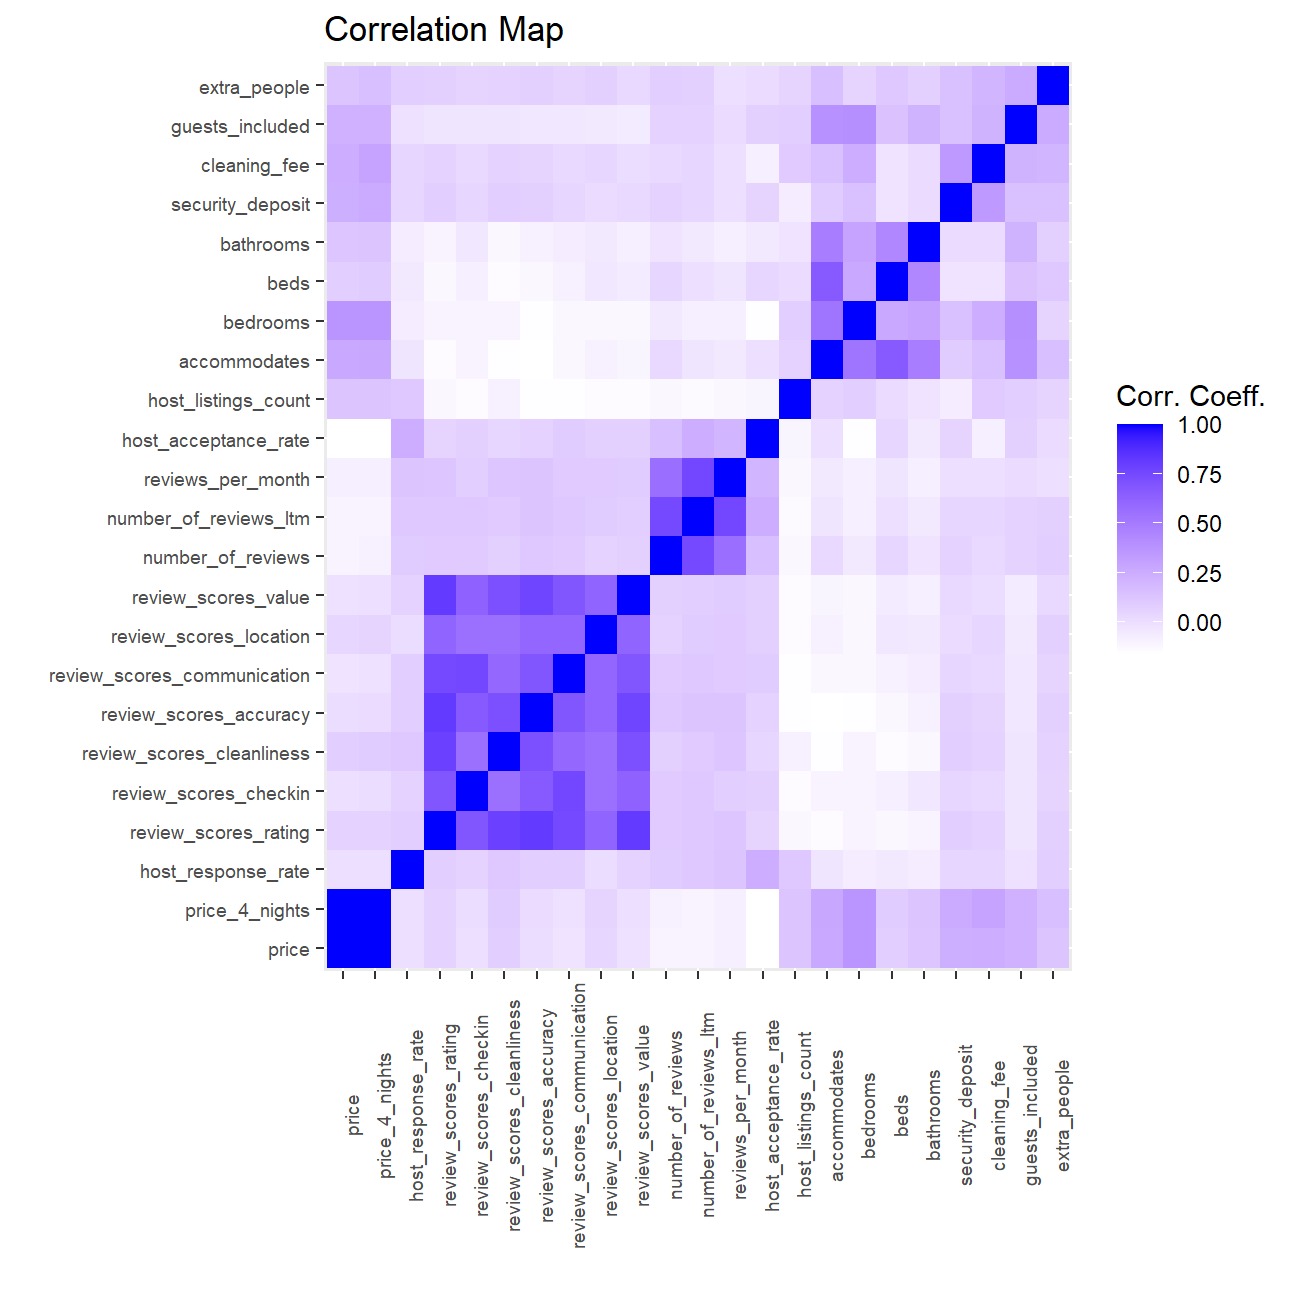 Correlation Map
extra_people
guests_included
cleaning_fee
security_deposit
bathrooms
beds
bedrooms
accommodates
host_listings_count
host_acceptance_rate
reviews_per_month
number_of_reviews_ltm
number_of_reviews
review_scores_value
review_scores_location
review_scores_communication
review_scores_accuracy
review_scores_cleanliness
review_scores_checkin
review_scores_rating
host_response_rate
price_4_nights
price
price
price_4_nights
host_response_rate
review_scores_rating
review_scores_checkin
review_scores_cleanliness
review_scores_accuracy
review_scores_communication
review_scores_location
review_scores_value
number_of_reviews
number_of_reviews_ltm
reviews_per_month
host_acceptance_rate
host_listings_count
accommodates
bedrooms
beds
bathrooms
security_deposit
cleaning_fee
guests_included
extra_people
Corr. Coeff.
1.00
0.75
0.50
0.25
0.00